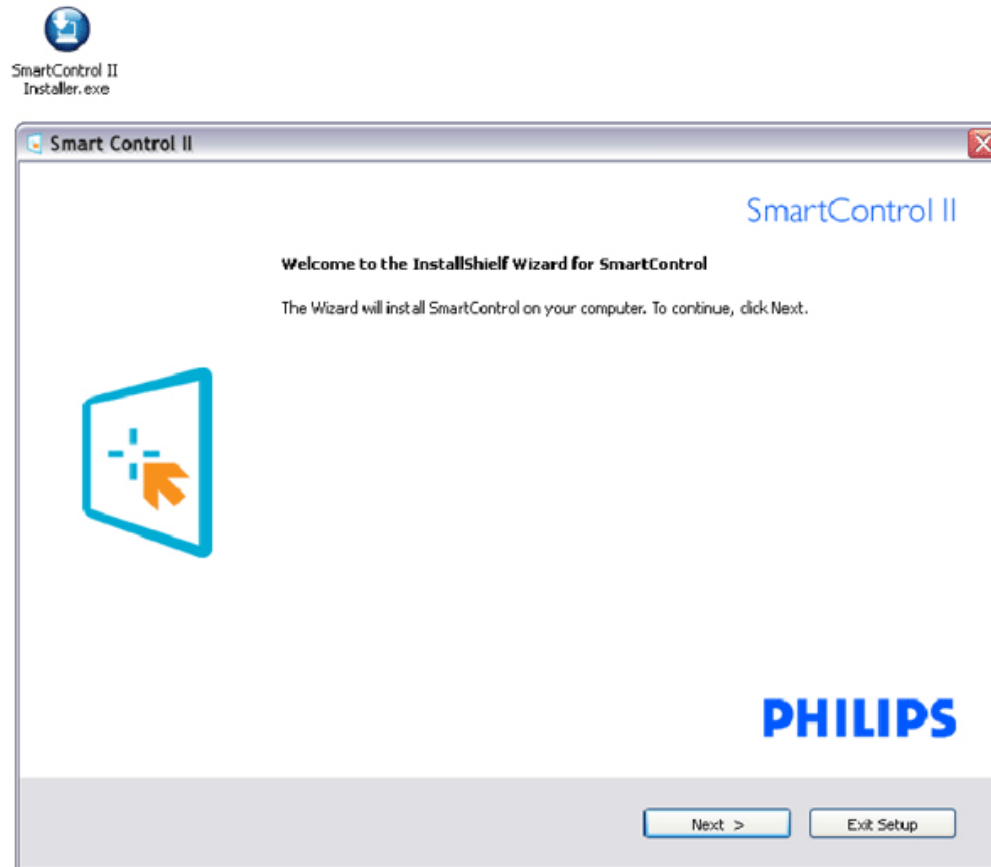 SmartControl II
Installer.exe
Smart Control II
SmartControl II
Welcome to the InstallShielf Wizard for SmartControl
The Wizard will install SmartControl on your computer. To continue, click Next.
PHILIPS
Next >
Exit Setup